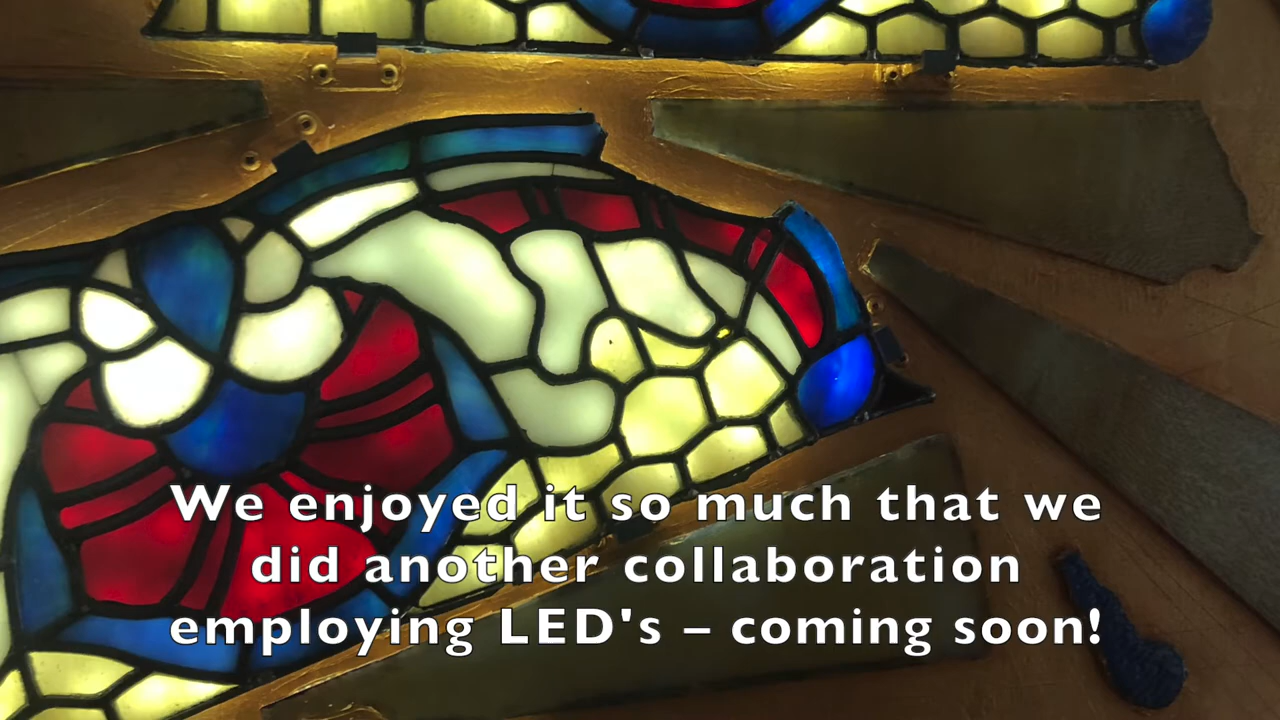 We enjoyed it so much that we
did another collaboration
employing LED's – coming soon!